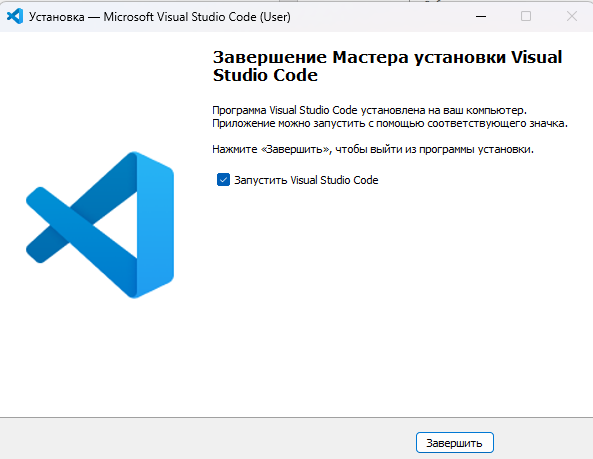 Установка — Microsoft Visual Studio Code (User)
Завершение Мастера установки Visual
Studio Code
Программа Visual Studio Code установлена на ваш компьютер.
Приложение можно запустить с помощью соответствующего значка.
Нажмите «Завершить», чтобы выйти из программы установки.
Запустить Visual Studio Code
Завершить